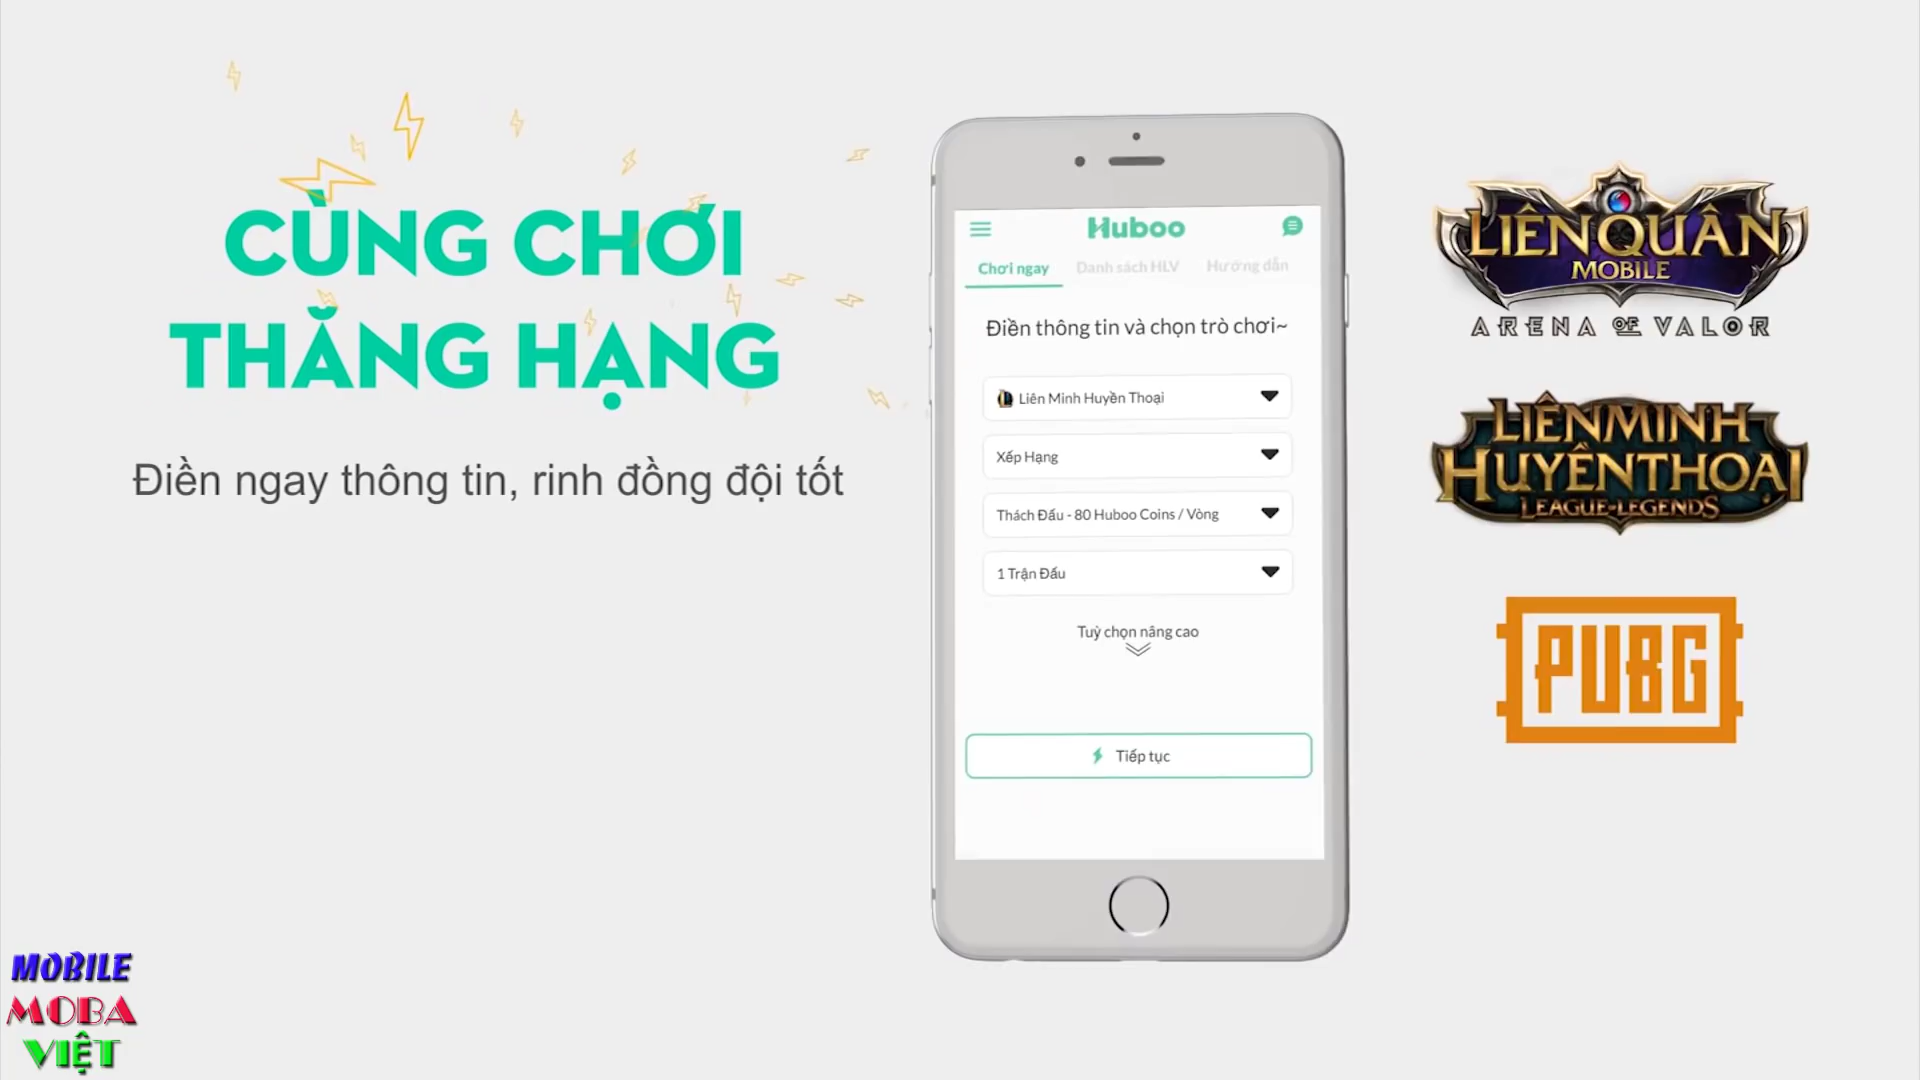 CÙNG CHƠI
THĂNG HẠNG
Điền ngay thông tin, rinh đồng đội tốt
Huboo
Chơi ngay Danh sách HLV Hướng dẫn
Điền thông tin và chọn trò chơi~
Liên Minh Huyền Thoại
Xếp Hạng
Thách Đấu - 80 Huboo Coins / Vòng
1 Trận Đấu
Tuỳ chọn nâng cao
Tiếp tục
LIÊN QUÂN
MOBILE
ARENA OF VALOR
LIÊN MINH
HUYỀN THOẠI
LEAGUE OF LEGENDS
PUBG
MOBILE
MOBA
VIỆT